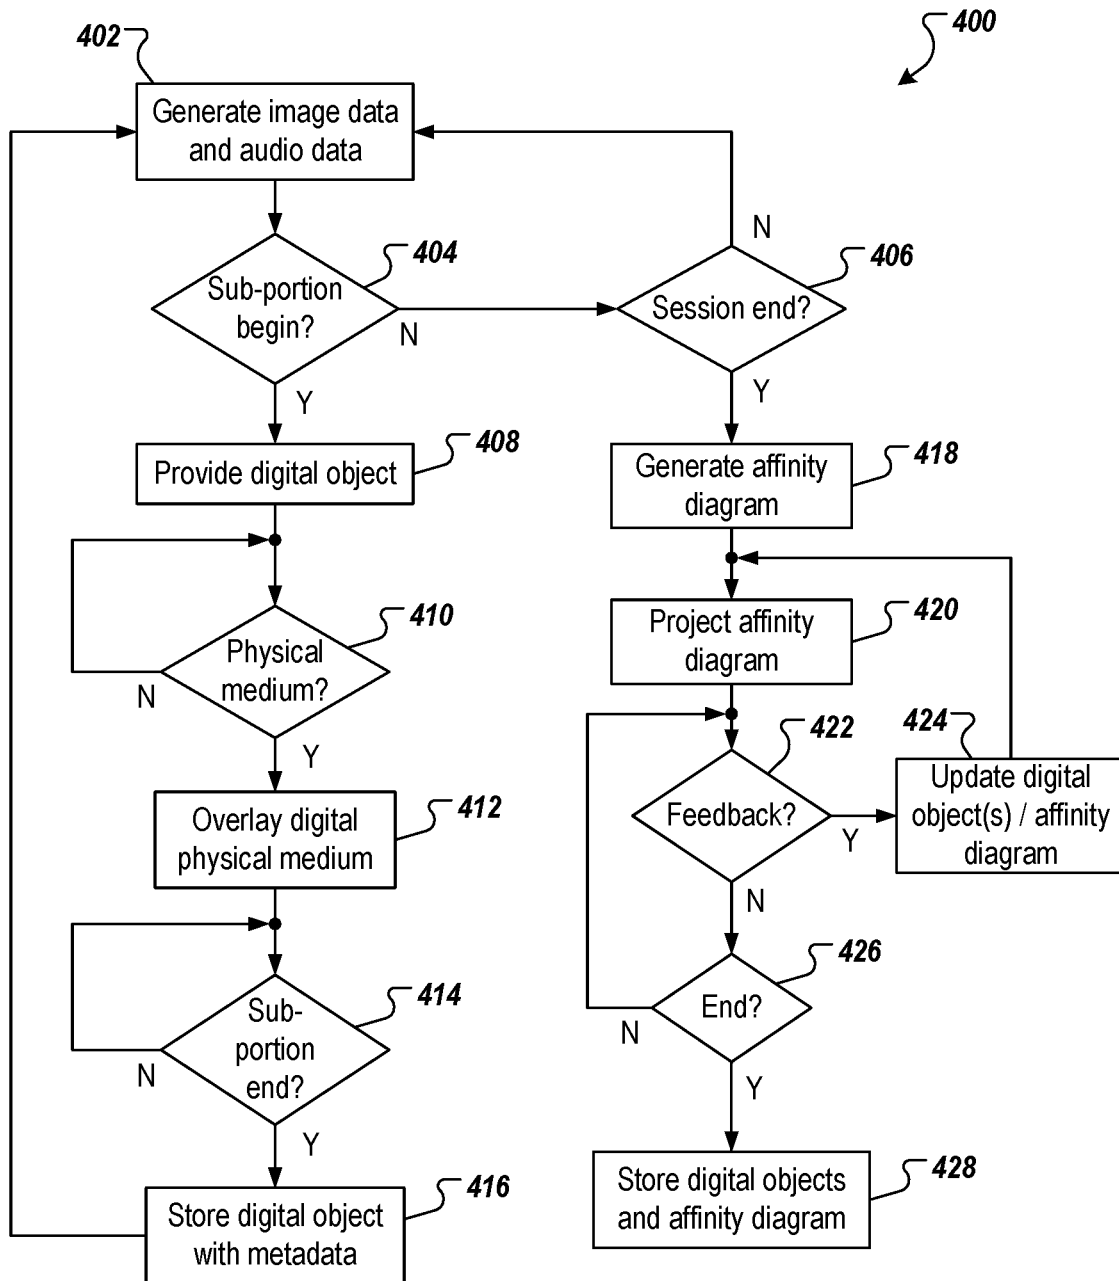 402
400
Generate image data
and audio data
N
404
406
Sub-portion
begin?
Session end?
N
Y
Y
408
418
Provide digital object
Generate affinity
diagram
410
420
Physical
medium?
Project affinity
diagram
N
422
424
Y
412
Update digital
object(s) / affinity
diagram
Overlay digital
physical medium
Feedback?
Y
N
426
414
Sub-
portion
end?
End?
N
N
Y
Y
416
428
Store digital object
with metadata
Store digital objects
and affinity diagram